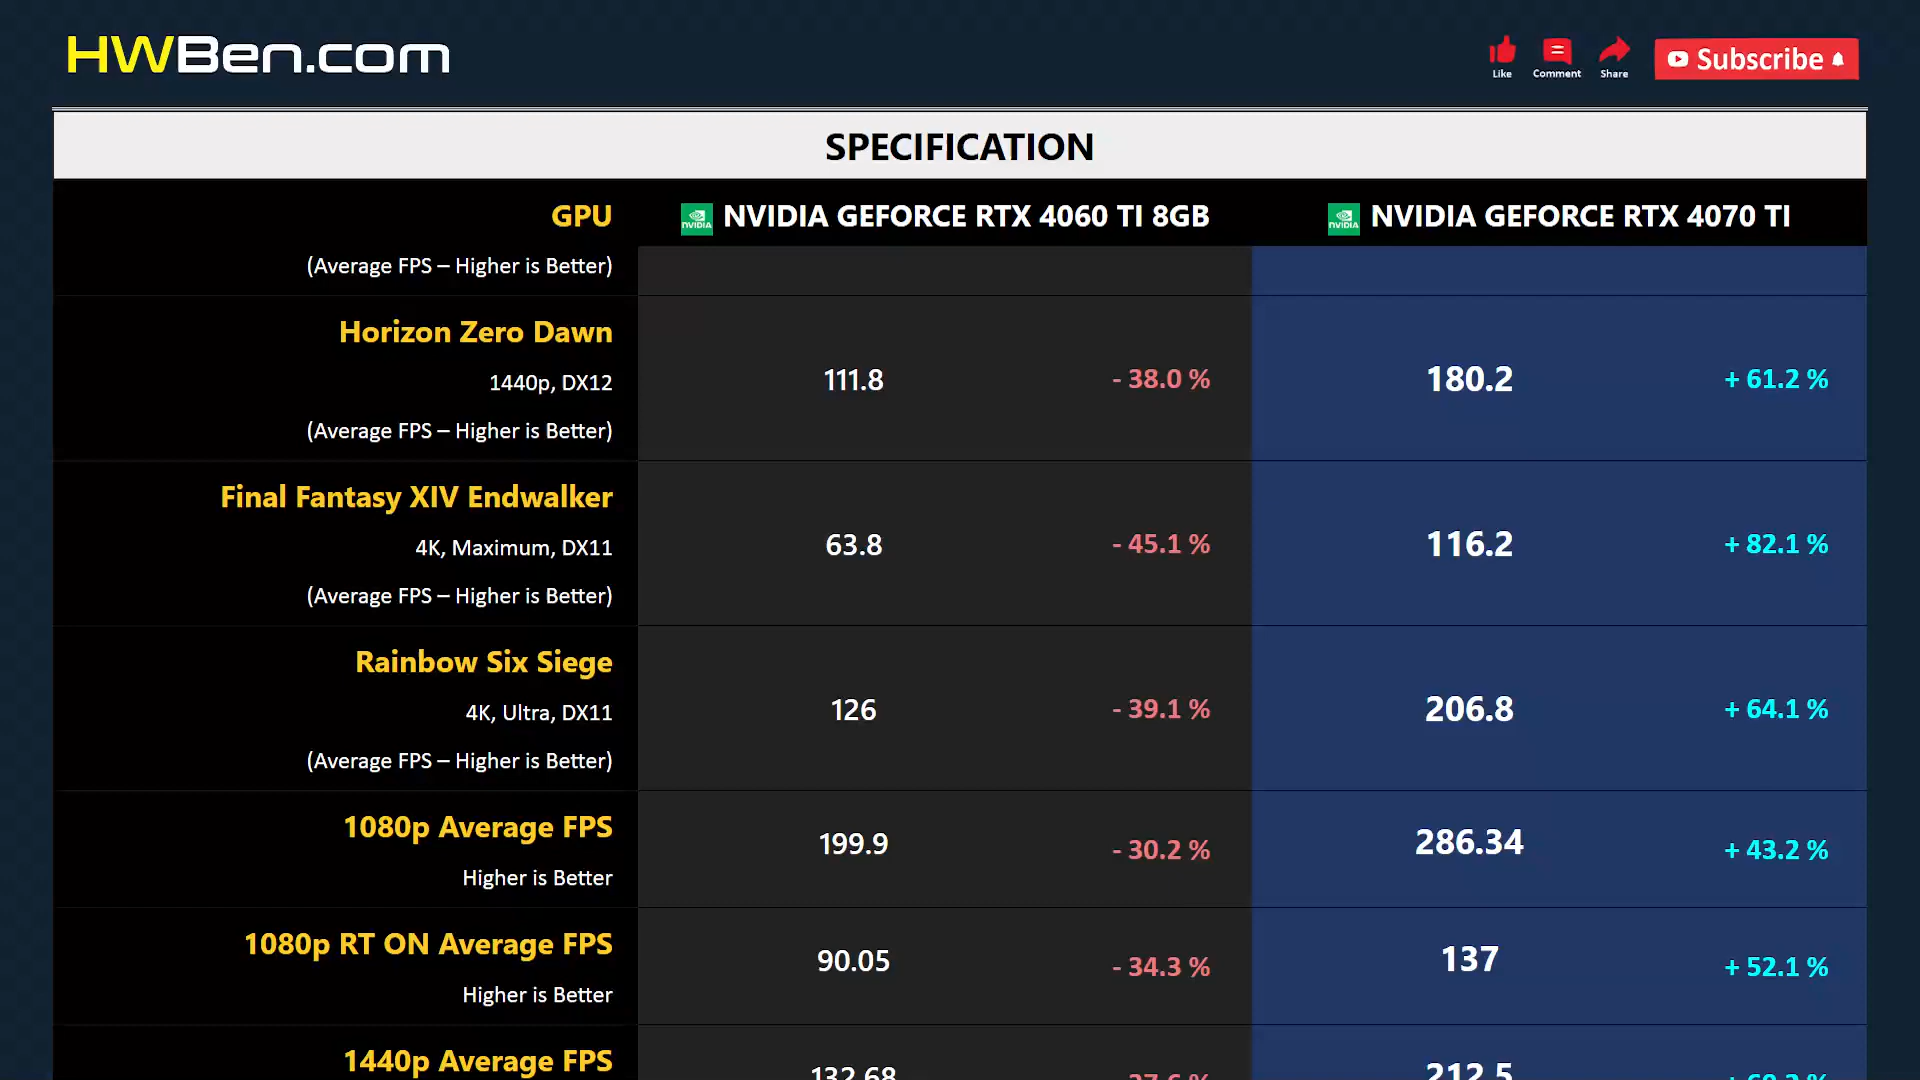 HWBen.com
Like
Comment
Share
Subscribe
SPECIFICATION
GPU
NVIDIA NVIDIA GEFORCE RTX 4060 TI 8GB
NVIDIA NVIDIA GEFORCE RTX 4070 TI
(Average FPS – Higher is Better)
Horizon Zero Dawn
1440p, DX12
(Average FPS – Higher is Better)
111.8
- 38.0 %
180.2
+ 61.2 %
Final Fantasy XIV Endwalker
4K, Maximum, DX11
(Average FPS – Higher is Better)
63.8
- 45.1 %
116.2
+ 82.1 %
Rainbow Six Siege
4K, Ultra, DX11
(Average FPS – Higher is Better)
126
- 39.1 %
206.8
+ 64.1 %
1080p Average FPS
Higher is Better
199.9
- 30.2 %
286.34
+ 43.2 %
1080p RT ON Average FPS
Higher is Better
90.05
- 34.3 %
137
+ 52.1 %
1440p Average FPS
132.68
212.5